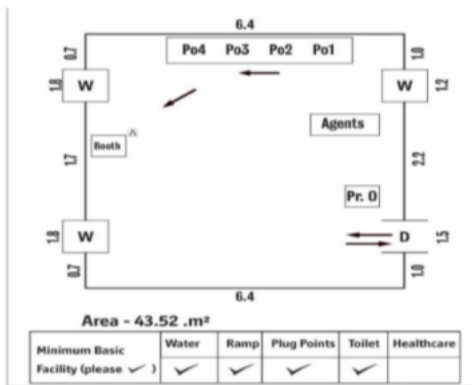 6.4
0.7
Po4 Po3 Po2 Po1
1.0
1.8
W
W
1.2
Agents
Booth
1.7
2.2
Pr. O
1.8
W
D
1.5
0.7
1.0
6.4
Area - 43.52 .m²
Minimum Basic Facility (please ✓ )
Water Ramp Plug Points Toilet Healthcare
✓ ✓ ✓ ✓